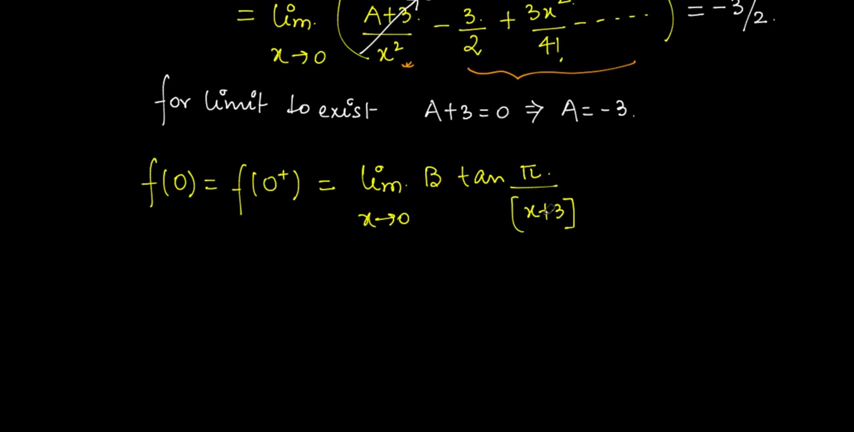 = lim x→0 ( A+3/x² - 3/2 + 3x²/4! - ..... ) = -3/2.
for limit to exist A+3=0 ⇒ A=-3.
f(0) = f(0⁺) = lim x→0 B tan π/[x+3]